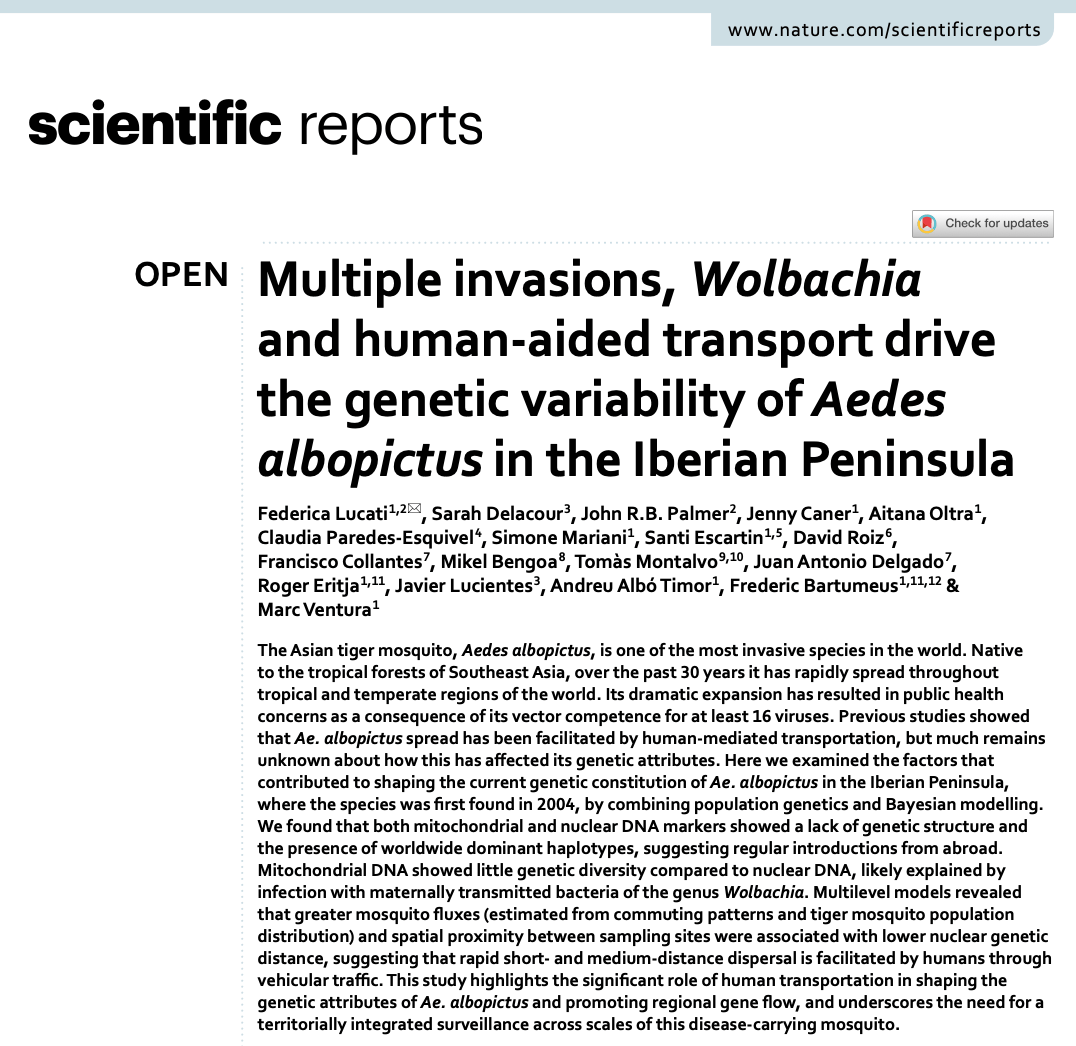 www.nature.com/scientificreports
scientific reports
Check for updates
OPEN
Multiple invasions, Wolbachia
and human-aided transport drive
the genetic variability of Aedes
albopictus in the Iberian Peninsula
Federica Lucati1,2✉, Sarah Delacour3, John R.B. Palmer2, Jenny Caner1, Aitana Oltra1,
Claudia Paredes-Esquivel4, Simone Mariani1, Santi Escartin1,5, David Roiz6,
Francisco Collantes7, Mikel Bengoa8, Tomàs Montalvo9,10, Juan Antonio Delgado7,
Roger Eritja1,11, Javier Lucientes3, Andreu Albó Timor1, Frederic Bartumeus1,11,12 &
Marc Ventura1
The Asian tiger mosquito, Aedes albopictus, is one of the most invasive species in the world. Native
to the tropical forests of Southeast Asia, over the past 30 years it has rapidly spread throughout
tropical and temperate regions of the world. Its dramatic expansion has resulted in public health
concerns as a consequence of its vector competence for at least 16 viruses. Previous studies showed
that Ae. albopictus spread has been facilitated by human-mediated transportation, but much remains
unknown about how this has affected its genetic attributes. Here we examined the factors that
contributed to shaping the current genetic constitution of Ae. albopictus in the Iberian Peninsula,
where the species was first found in 2004, by combining population genetics and Bayesian modelling.
We found that both mitochondrial and nuclear DNA markers showed a lack of genetic structure and
the presence of worldwide dominant haplotypes, suggesting regular introductions from abroad.
Mitochondrial DNA showed little genetic diversity compared to nuclear DNA, likely explained by
infection with maternally transmitted bacteria of the genus Wolbachia. Multilevel models revealed
that greater mosquito fluxes (estimated from commuting patterns and tiger mosquito population
distribution) and spatial proximity between sampling sites were associated with lower nuclear genetic
distance, suggesting that rapid short- and medium-distance dispersal is facilitated by humans through
vehicular traffic. This study highlights the significant role of human transportation in shaping the
genetic attributes of Ae. albopictus and promoting regional gene flow, and underscores the need for a
territorially integrated surveillance across scales of this disease-carrying mosquito.